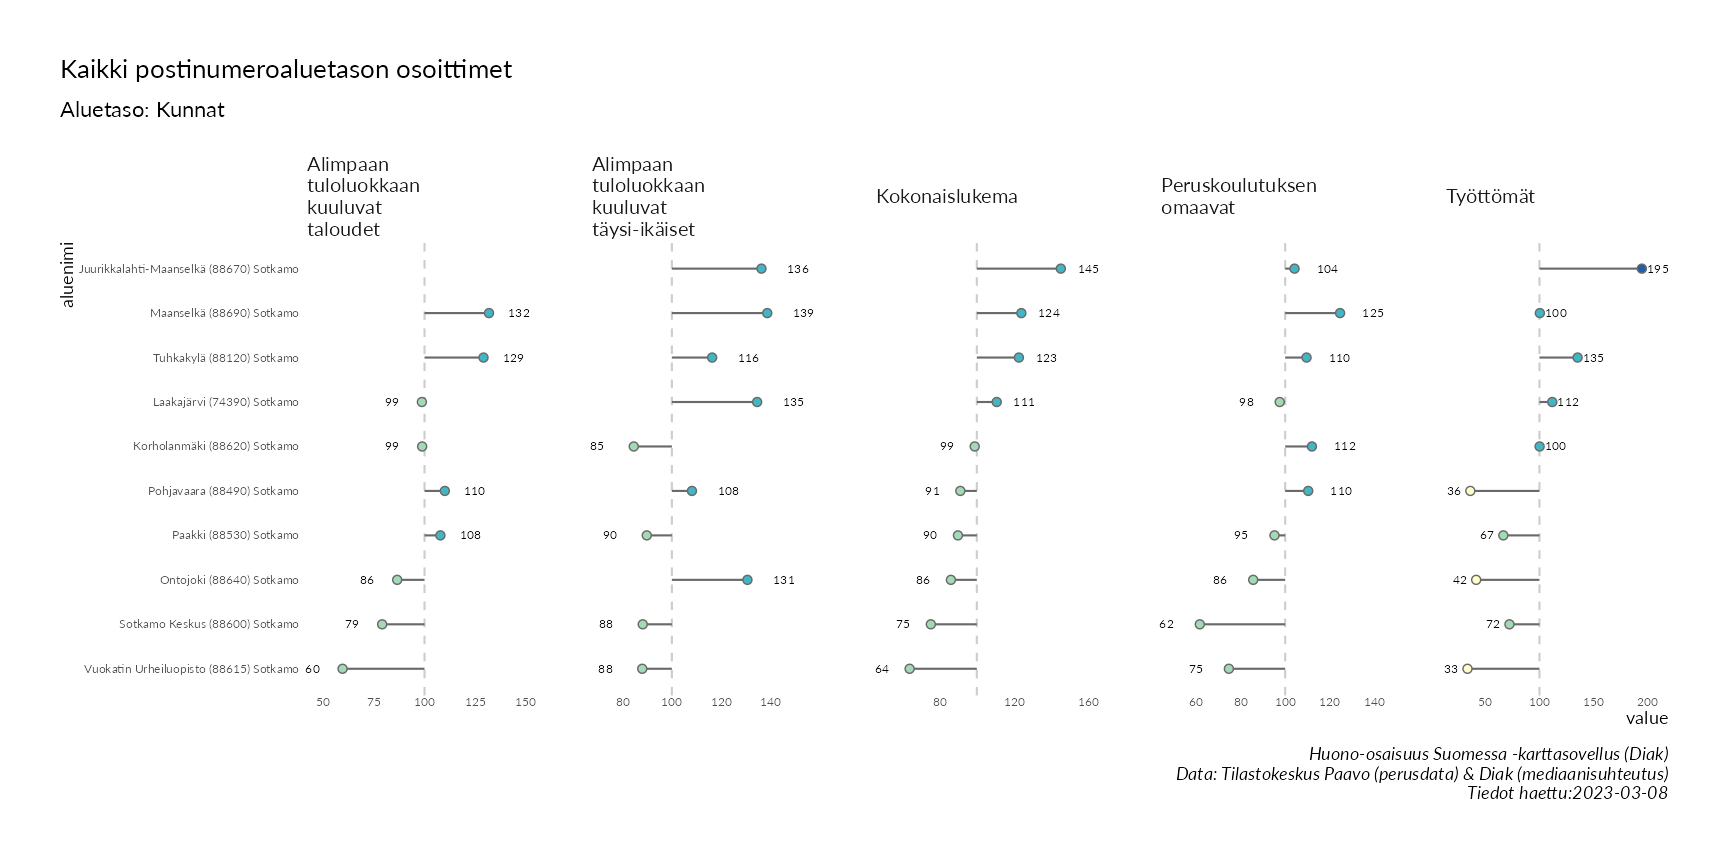 Kaikki postinumeroaluetason osoittimet
Aluetaso: Kunnat
Alimpaan
tuloluokkaan
kuuluvat
taloudet
Alimpaan
tuloluokkaan
kuuluvat
täysi-ikäiset
Kokonaislukema
Peruskoulutuksen
omaavat
Työttömät
aluenimi
Juurikkalahti-Maanselkä (88670) Sotkamo 136 145 104 195
Maanselkä (88690) Sotkamo 132 139 124 125 100
Tuhkakylä (88120) Sotkamo 129 116 123 110 135
Laakajärvi (74390) Sotkamo 99 135 111 98 112
Korholanmäki (88620) Sotkamo 99 85 99 112 100
Pohjavaara (88490) Sotkamo 110 108 91 110 36
Paakki (88530) Sotkamo 108 90 90 95 67
Ontojoki (88640) Sotkamo 86 131 86 86 42
Sotkamo Keskus (88600) Sotkamo 79 88 75 62 72
Vuokatin Urheiluopisto (88615) Sotkamo 60 88 64 75 33
50 75 100 125 150 80 100 120 140 80 120 160 60 80 100 120 140 50 100 150 200
value
Huono-osaisuus Suomessa -karttasovellus (Diak)
Data: Tilastokeskus Paavo (perusdata) & Diak (mediaanisuhteutus)
Tiedot haettu:2023-03-08